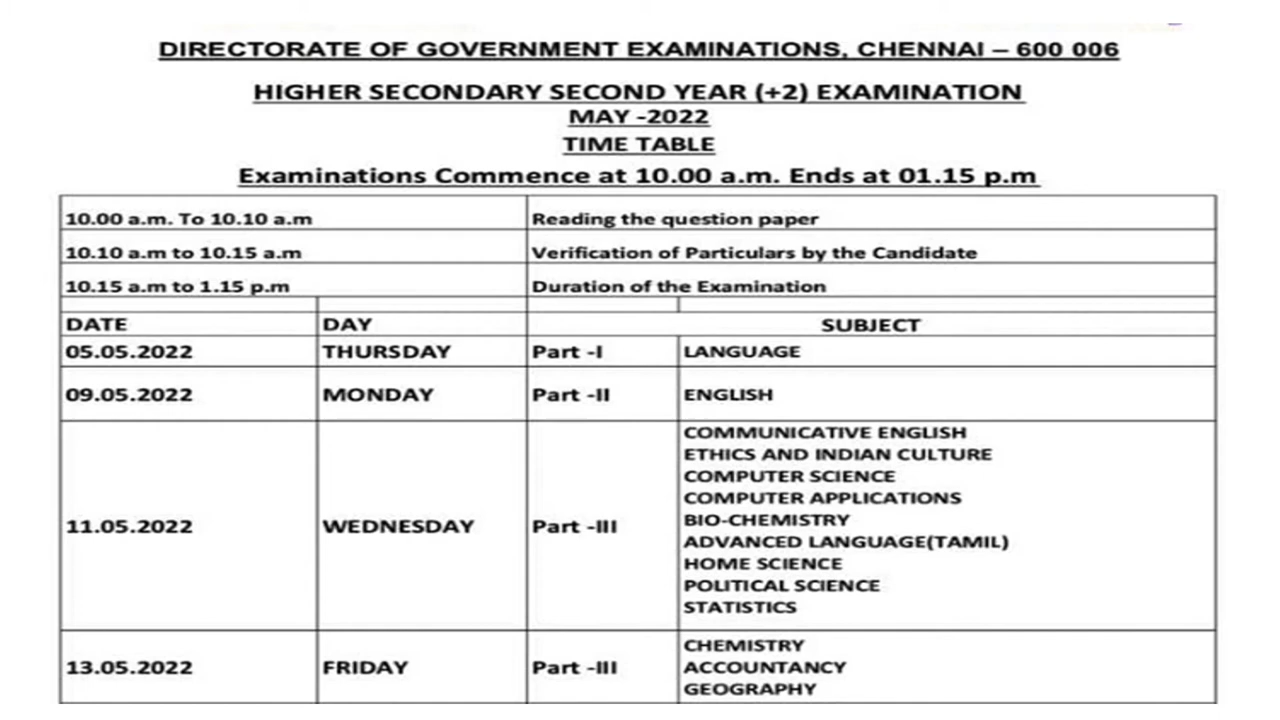 DIRECTORATE OF GOVERNMENT EXAMINATIONS, CHENNAI – 600 006
HIGHER SECONDARY SECOND YEAR (+2) EXAMINATION
MAY -2022
TIME TABLE
Examinations Commence at 10.00 a.m. Ends at 01.15 p.m
10.00 a.m. To 10.10 a.m Reading the question paper
10.10 a.m to 10.15 a.m Verification of Particulars by the Candidate
10.15 a.m to 1.15 p.m Duration of the Examination
DATE DAY SUBJECT
05.05.2022 THURSDAY Part -I LANGUAGE
09.05.2022 MONDAY Part -II ENGLISH
11.05.2022 WEDNESDAY Part -III COMMUNICATIVE ENGLISH
ETHICS AND INDIAN CULTURE
COMPUTER SCIENCE
COMPUTER APPLICATIONS
BIO-CHEMISTRY
ADVANCED LANGUAGE(TAMIL)
HOME SCIENCE
POLITICAL SCIENCE
STATISTICS
13.05.2022 FRIDAY Part -III CHEMISTRY
ACCOUNTANCY
GEOGRAPHY